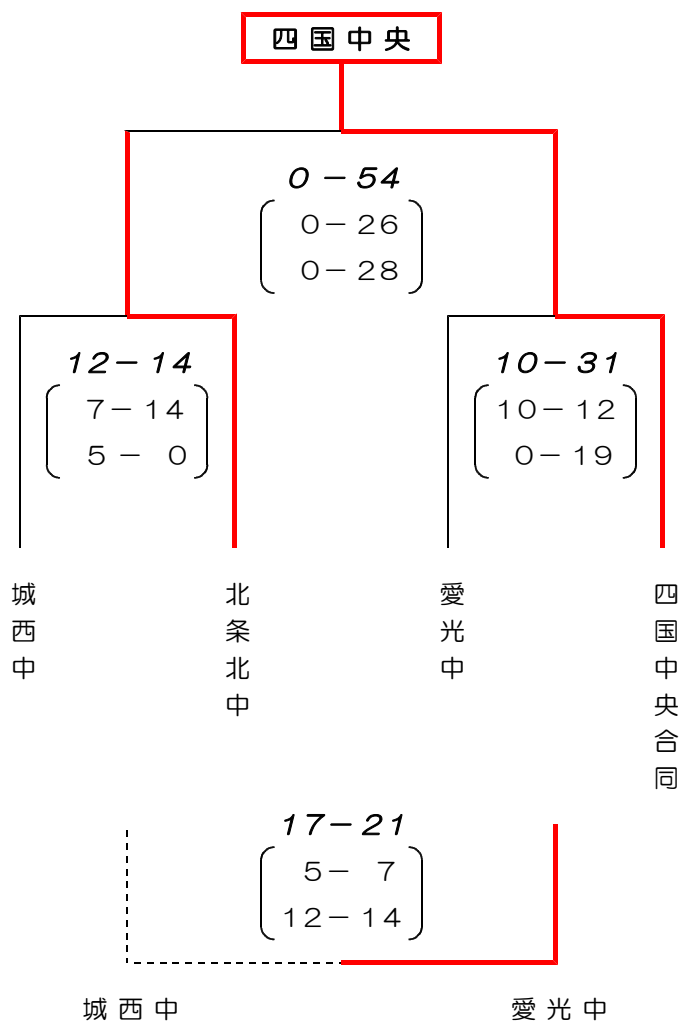 四国中央
0-54
0-26
0-28
12-14
7-14
5-0
10-31
10-12
0-19
城西中
北条北中
愛光中
四国中央合同
17-21
5-7
12-14
城西中
愛光中